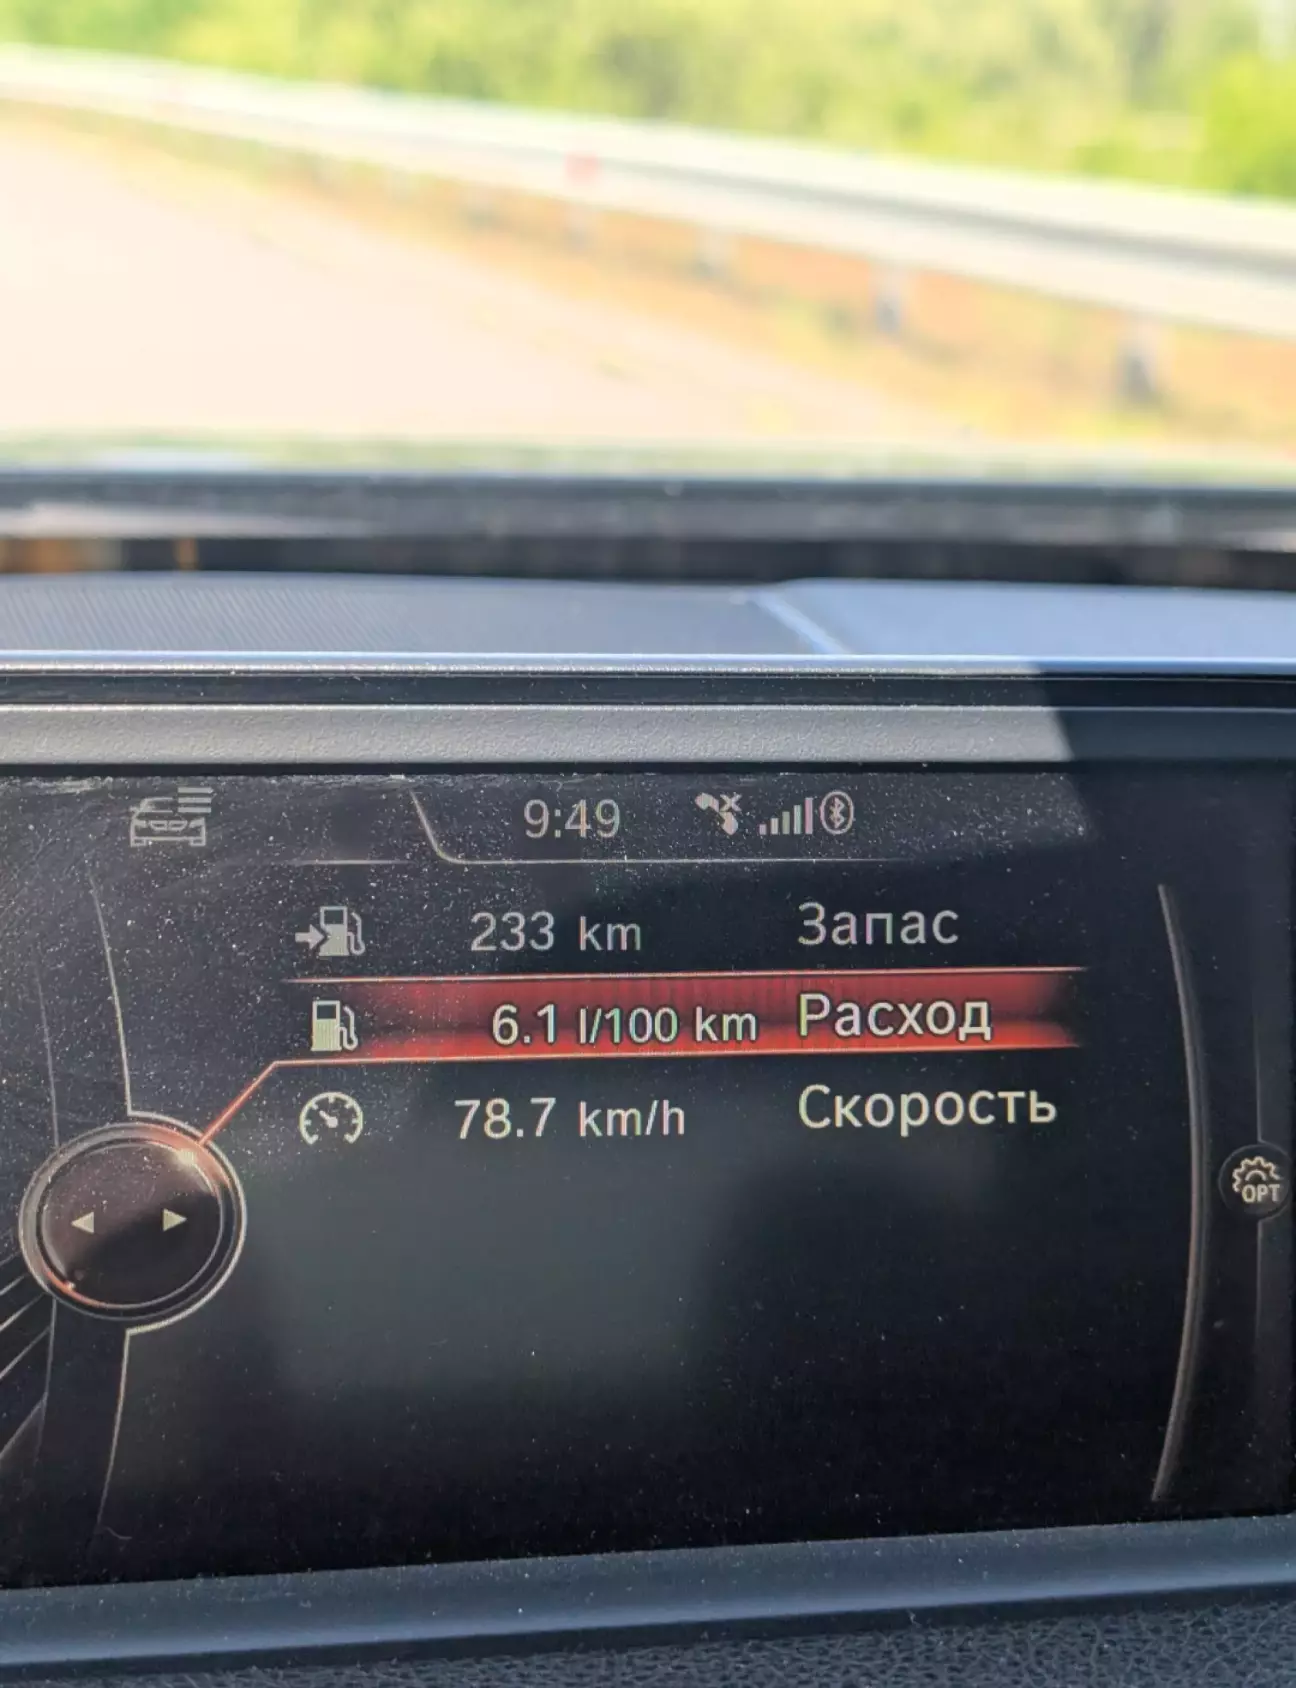 9:49
233 km Запас
6.1 l/100 km Расход
78.7 km/h Скорость
OPT